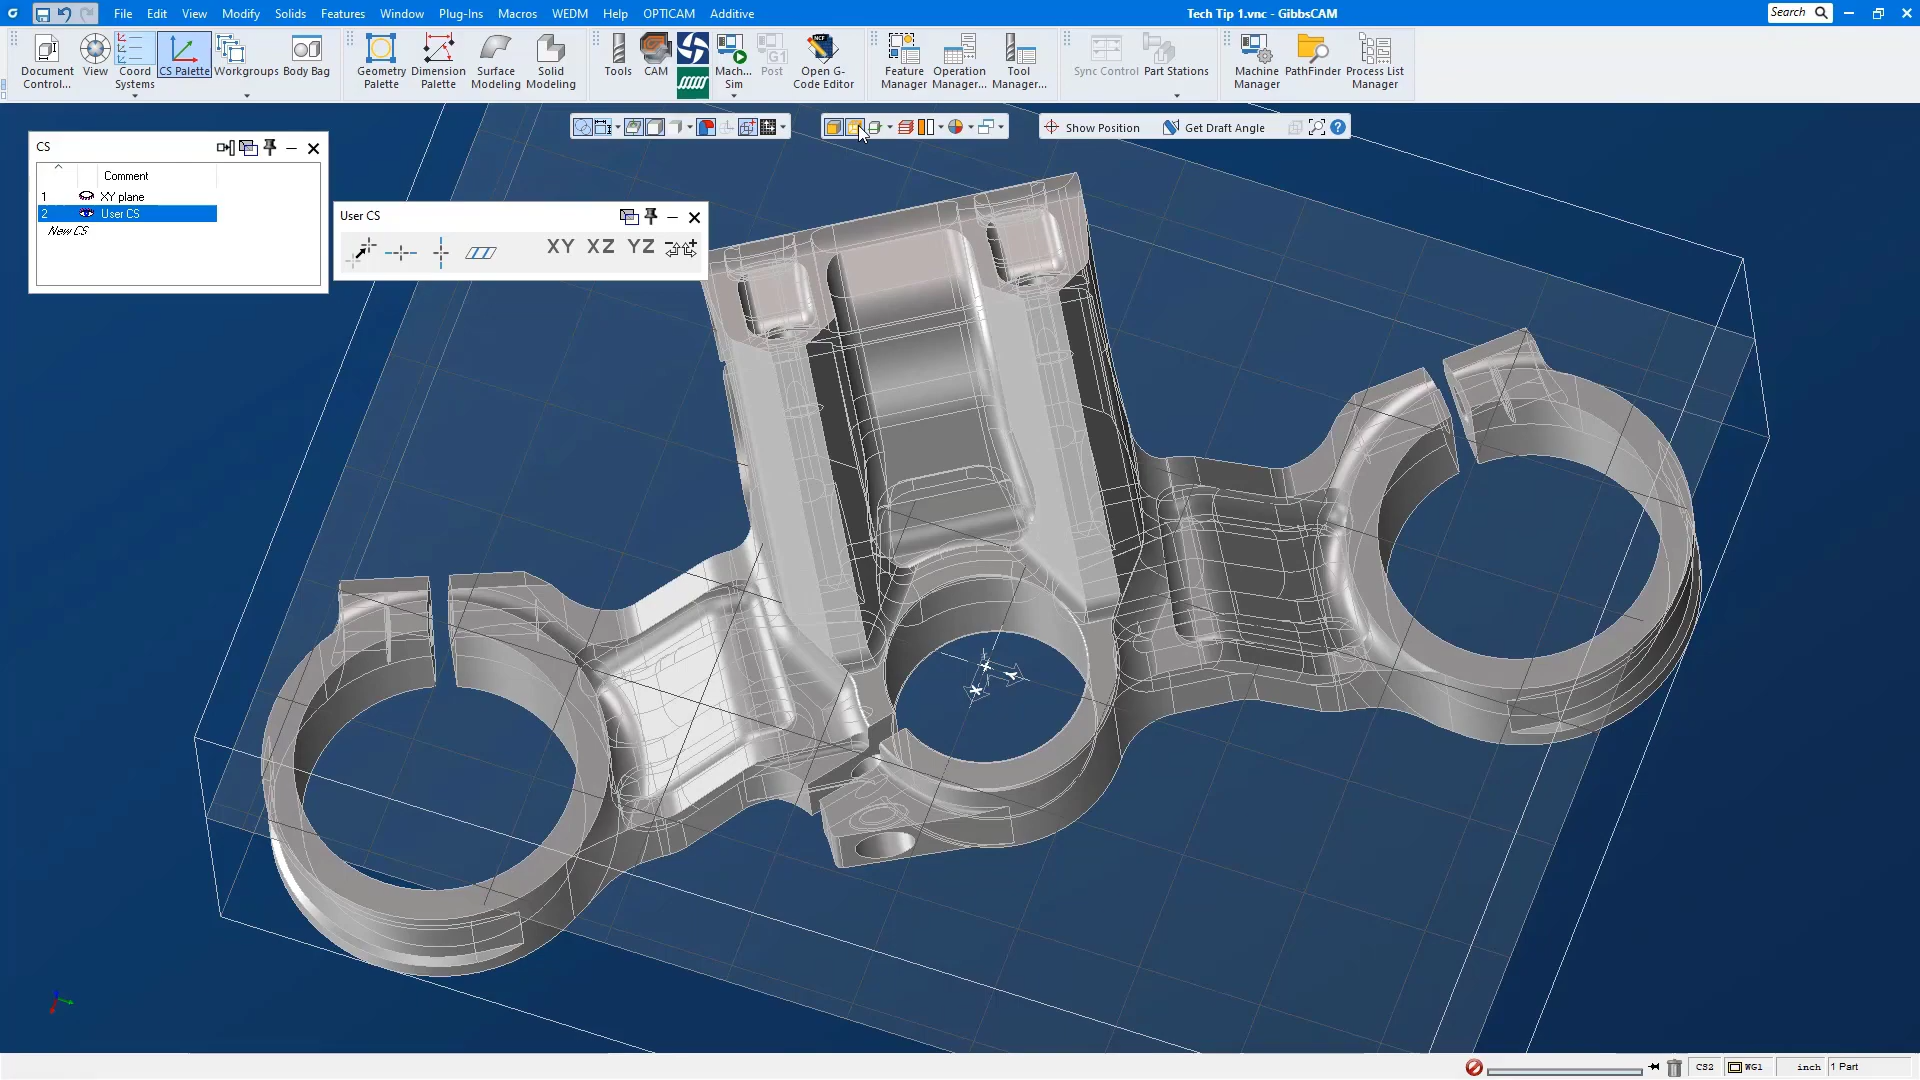 File Edit View Modify Solids Features Window Plug-Ins Macros WEDM Help OPTICAM Additive
Tech Tip 1.vnc - GibbsCAM
Search
Document Control...
View
Coord Systems
CS Palette
Workgroups
Body Bag
Geometry Palette
Dimension Palette
Surface Modeling
Solid Modeling
Tools
CAM
Mach... Sim
G1
Post
NCF
Open G-Code Editor
Feature Manager
Operation Manager...
Tool Manager...
Sync Control
Part Stations
Machine Manager
PathFinder
Process List Manager
Show Position
Get Draft Angle
CS
Comment
1 XY plane
2 User CS
New CS
User CS
XY XZ YZ
Y
X
CS2 WG1 inch 1 Part